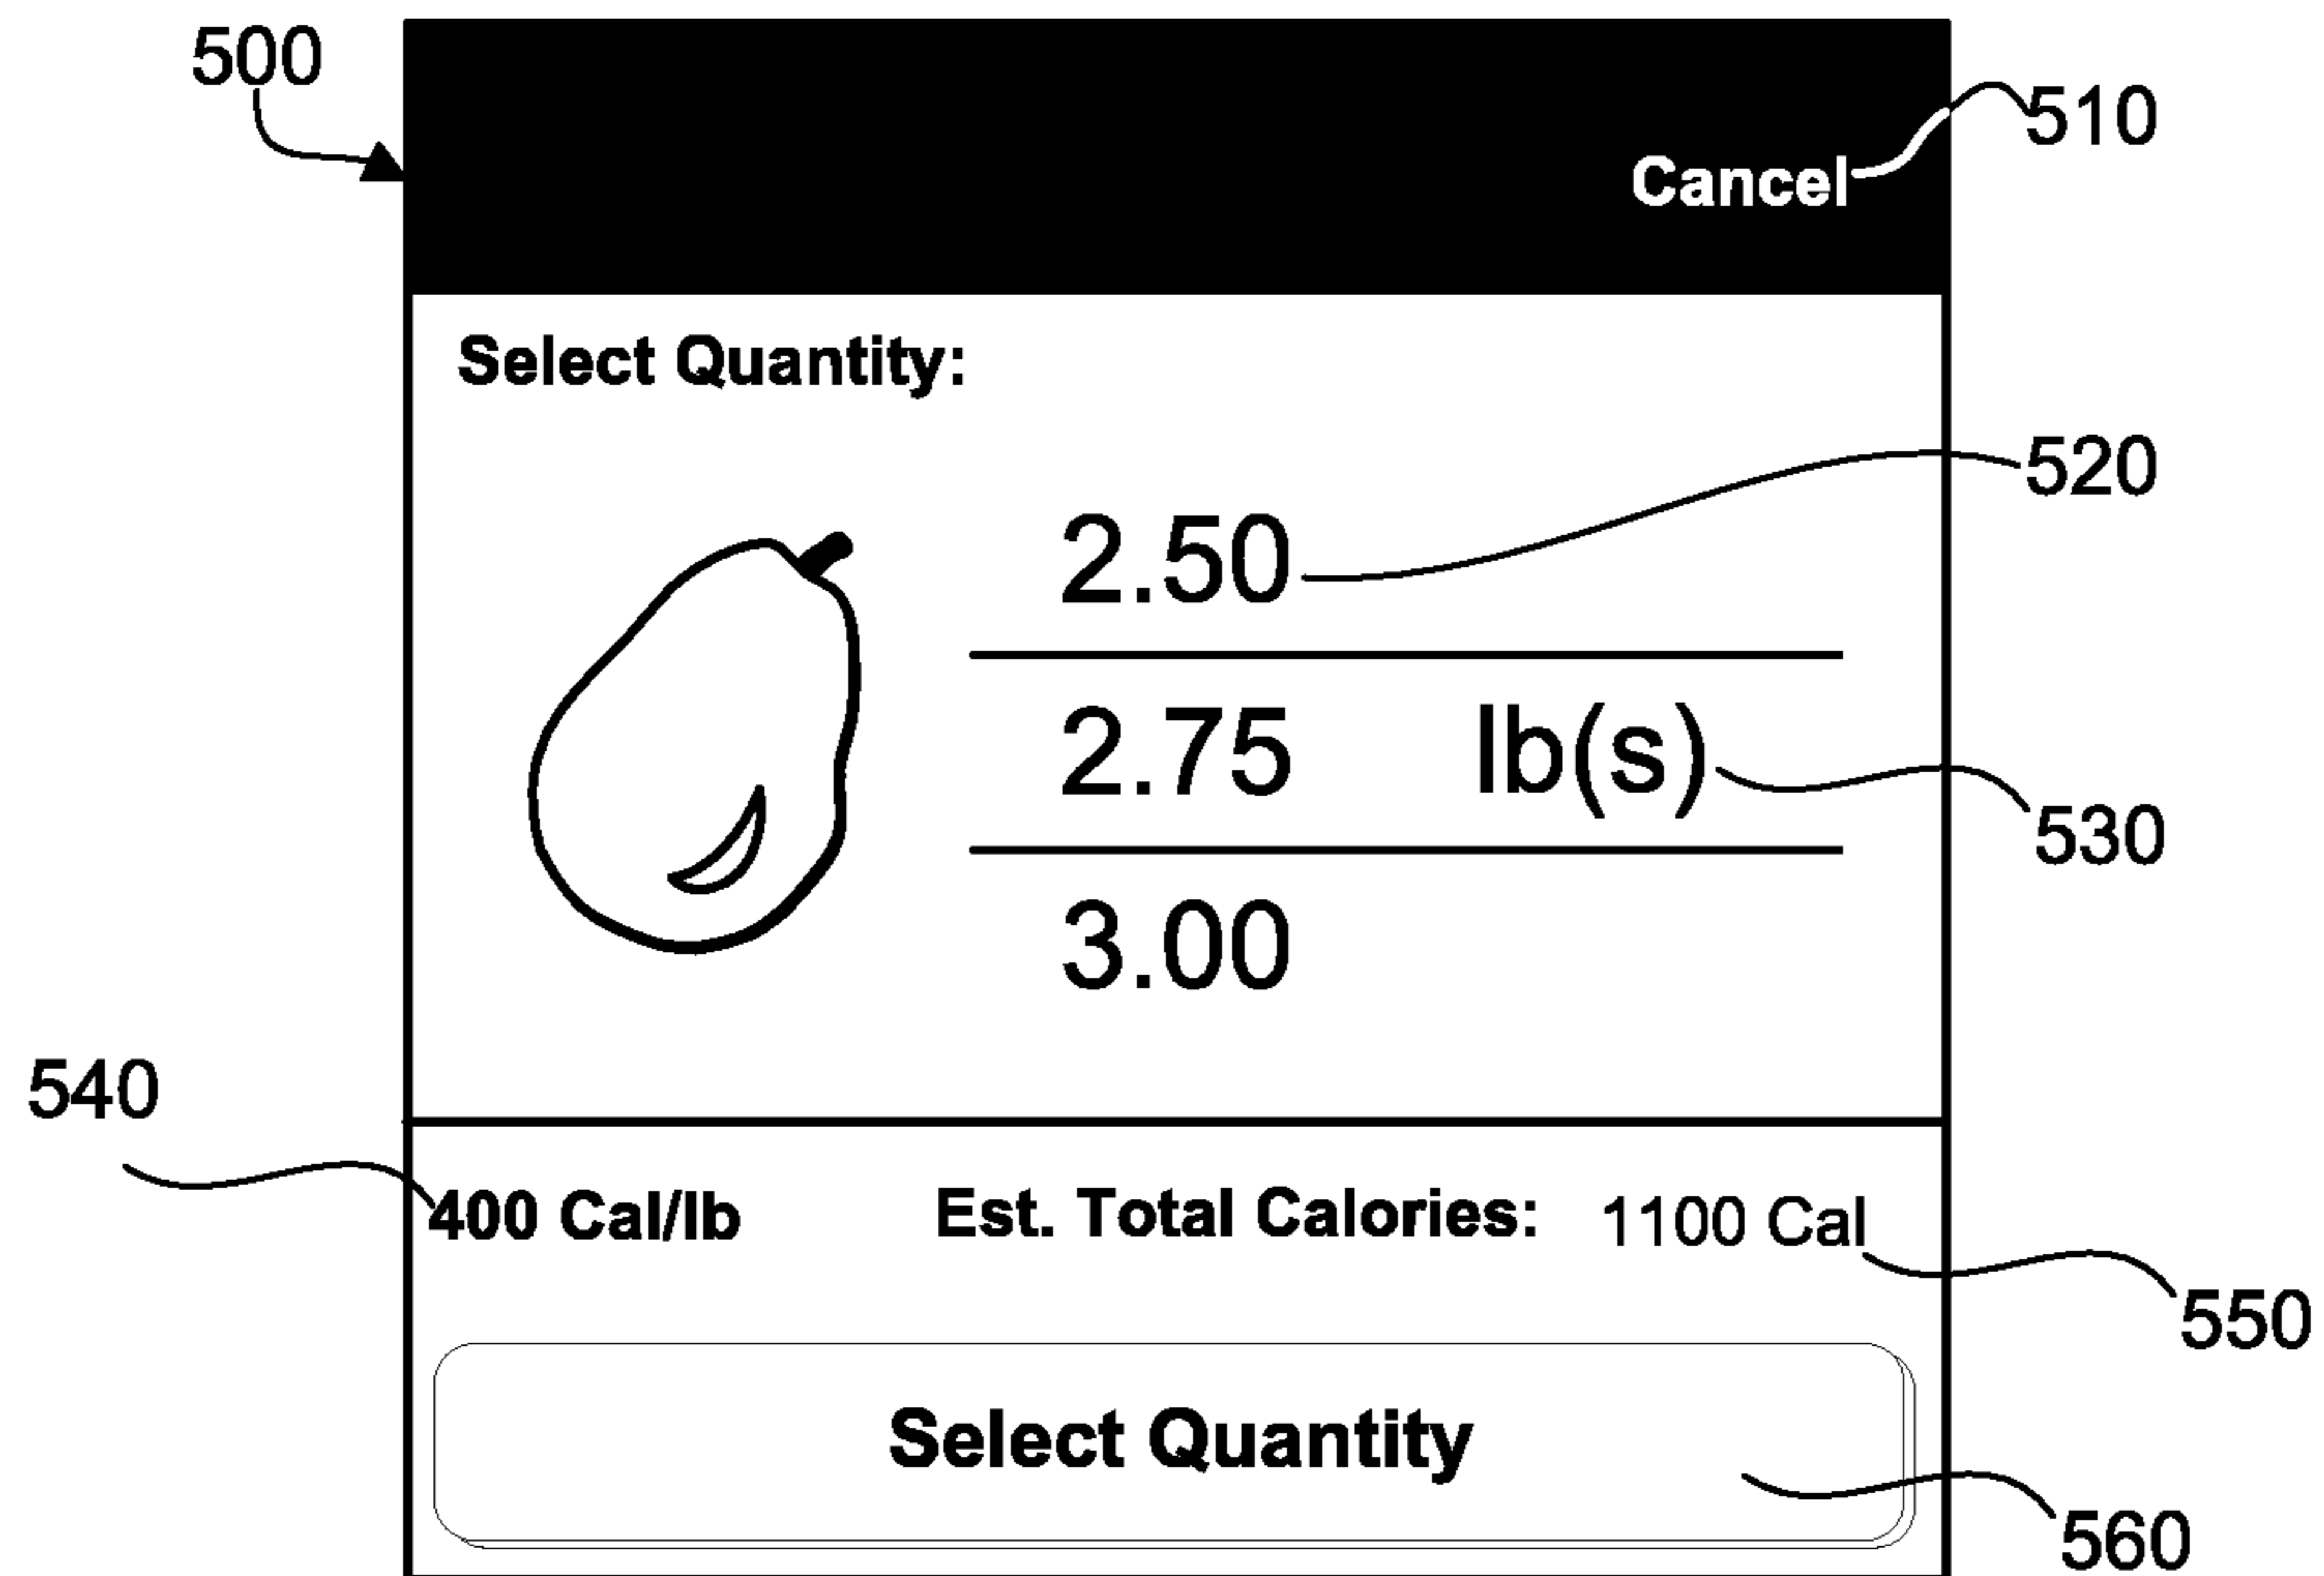 500
510
Cancel
Select Quantity:
520
2.50
2.75 lb(s)
530
3.00
540
400 Cal/lb Est. Total Calories: 1100 Cal
550
Select Quantity
560